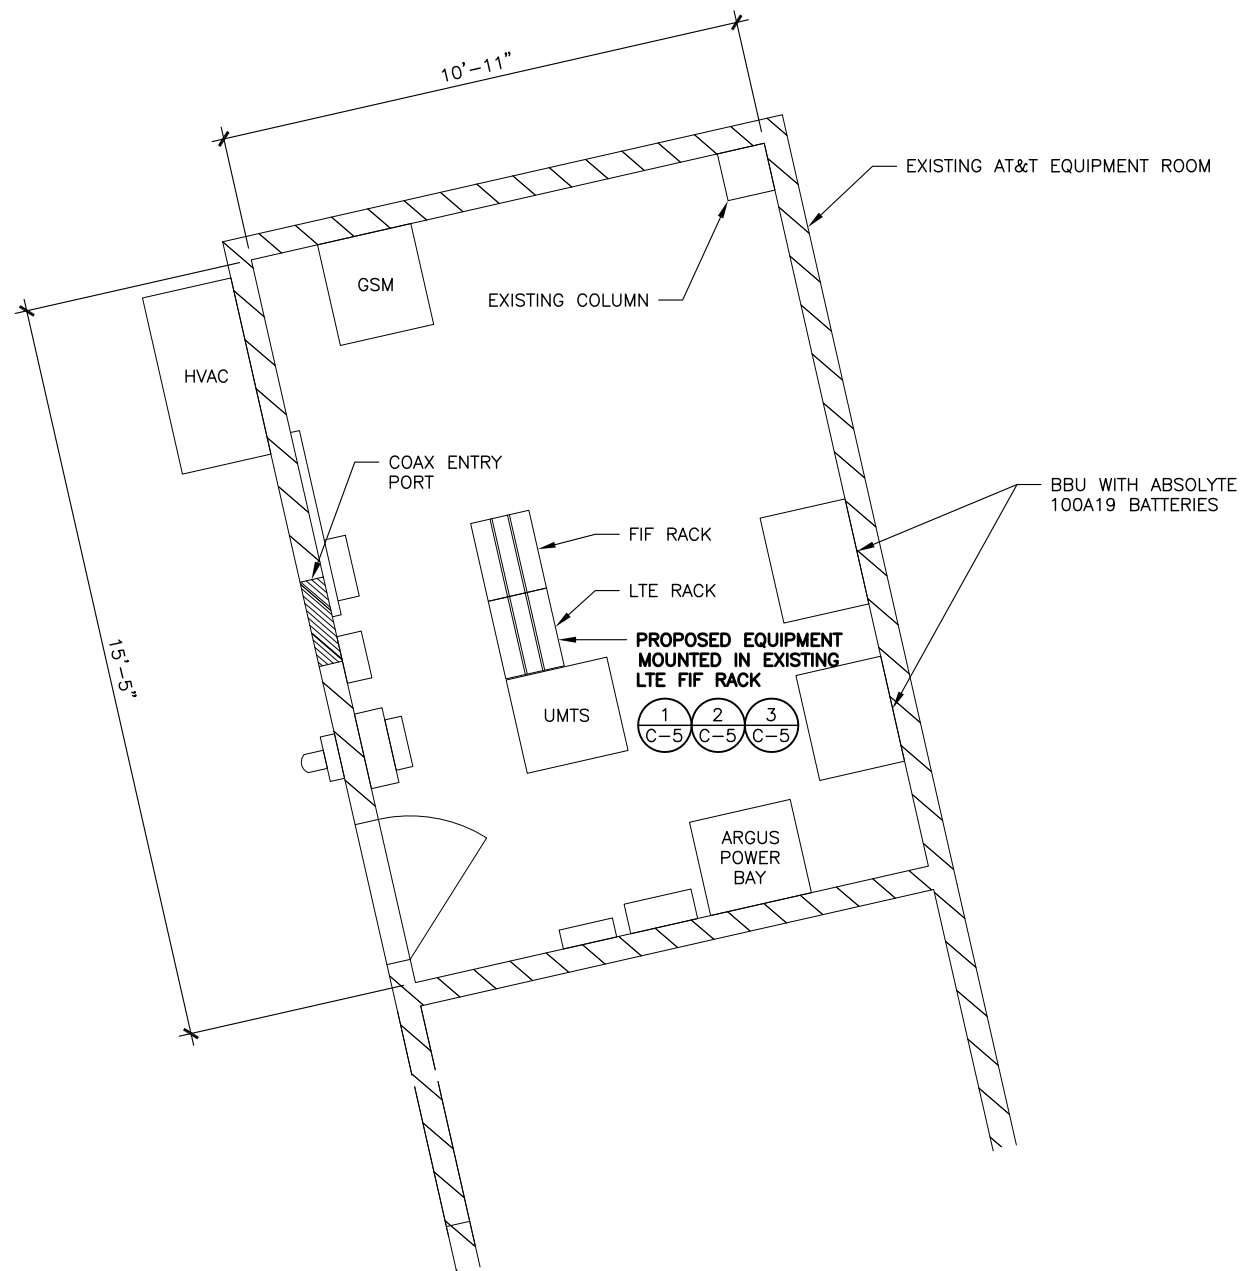 10'-11"
EXISTING AT&T EQUIPMENT ROOM
GSM
EXISTING COLUMN
HVAC
COAX ENTRY
PORT
BBU WITH ABSOLYTE
100A19 BATTERIES
FIF RACK
LTE RACK
PROPOSED EQUIPMENT
MOUNTED IN EXISTING
LTE FIF RACK
15'-5"
UMTS
1 2 3
C-5 C-5 C-5
ARGUS
POWER
BAY